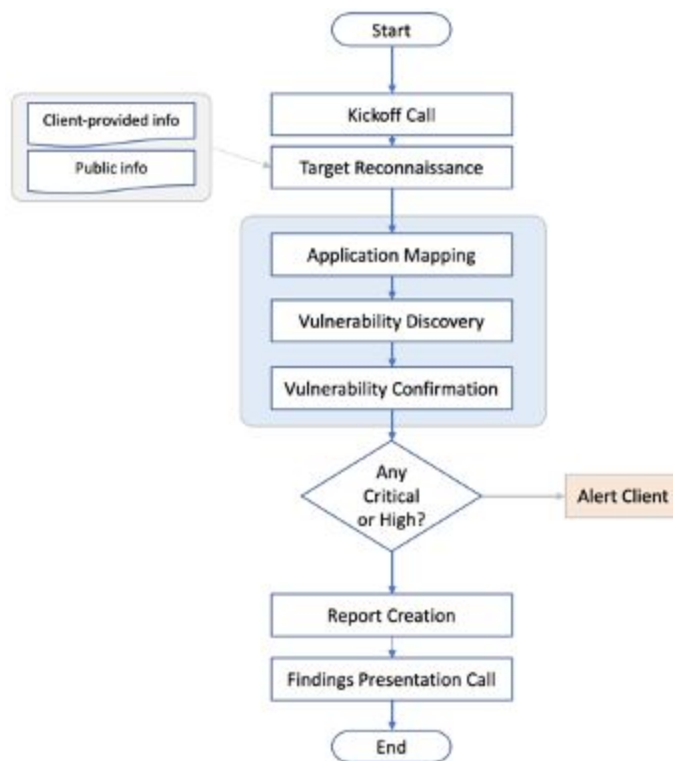 Start
Kickoff Call
Client-provided info
Public info
Target Reconnaissance
Application Mapping
Vulnerability Discovery
Vulnerability Confirmation
Any
Critical
or High?
Alert Client
Report Creation
Findings Presentation Call
End